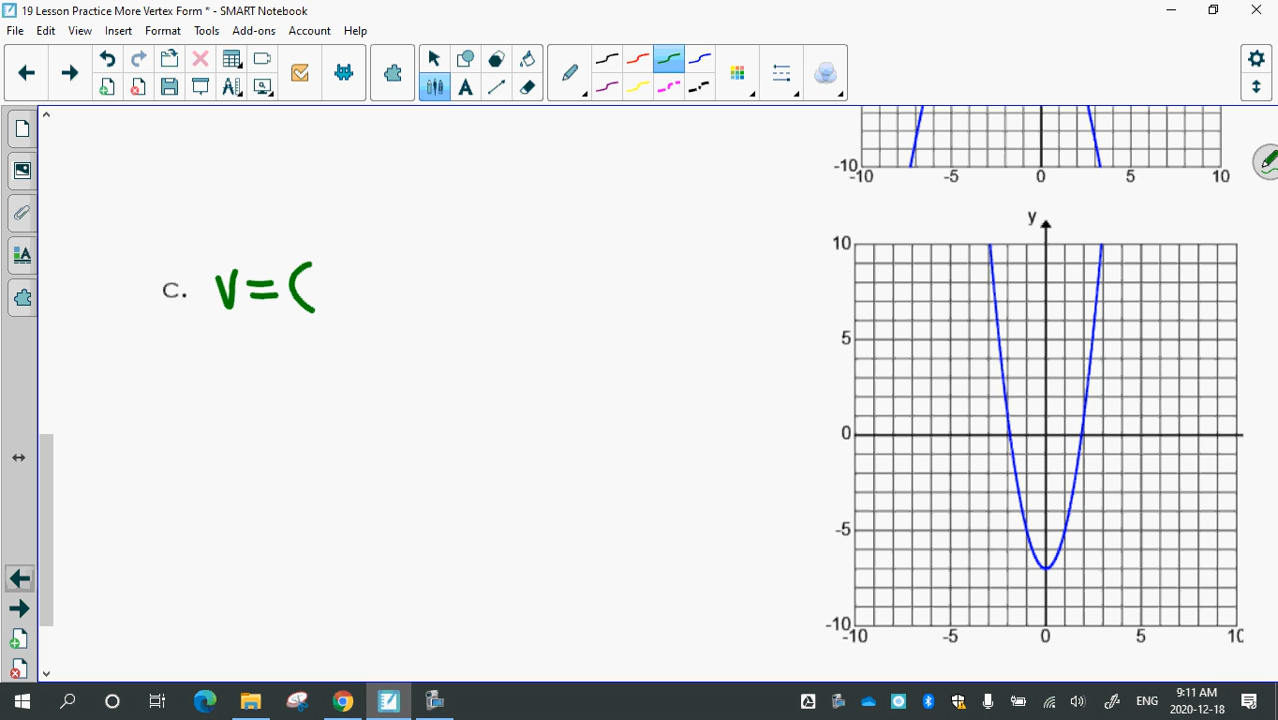 19 Lesson Practice More Vertex Form * - SMART Notebook
File Edit View Insert Format Tools Add-ons Account Help
-10
-10 -5 0 5 10
y
10
5
0
-5
-10
-10 -5 0 5 10
c. V = (
ENG
9:11 AM
2020-12-18